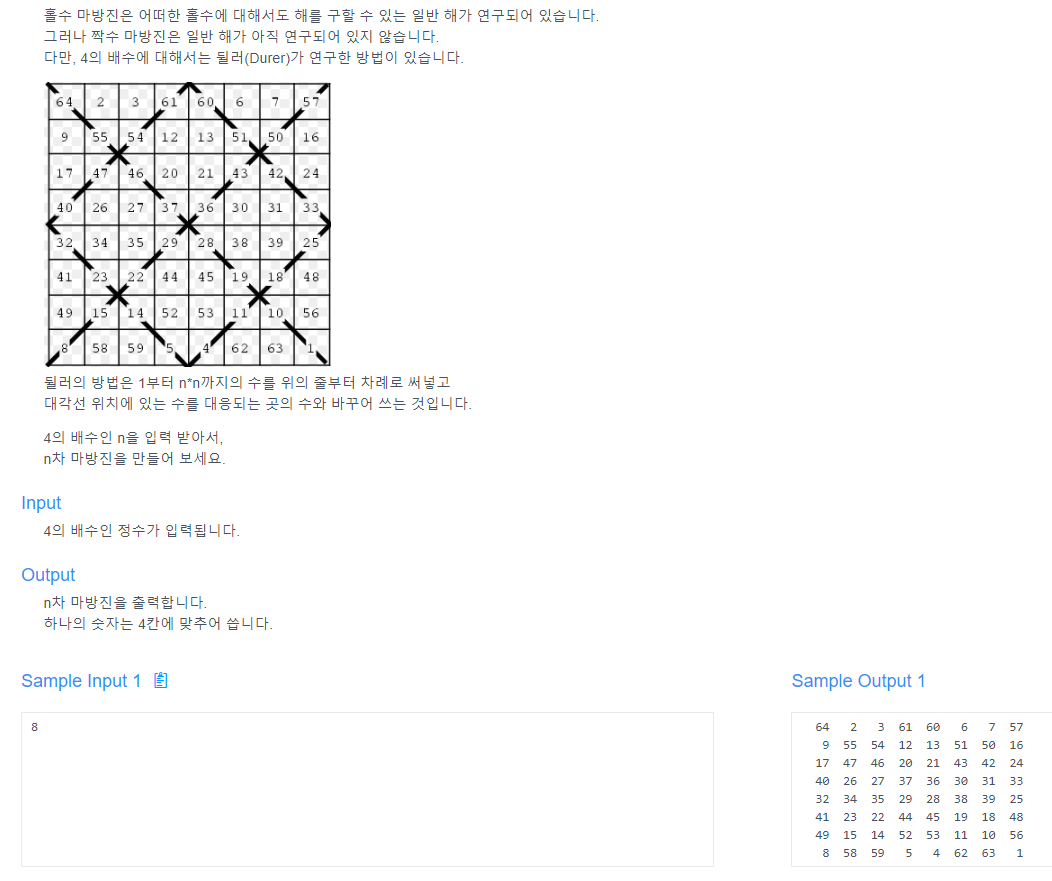 홀수 마방진은 어떠한 홀수에 대해서도 해를 구할 수 있는 일반 해가 연구되어 있습니다.
그러나 짝수 마방진은 일반 해가 아직 연구되어 있지 않습니다.
다만, 4의 배수에 대해서는 뒬러(Durer)가 연구한 방법이 있습니다.
64 2 3 61 60 6 7 57
9 55 54 12 13 51 50 16
17 47 46 20 21 43 42 24
40 26 27 37 36 30 31 33
32 34 35 29 28 38 39 25
41 23 22 44 45 19 18 48
49 15 14 52 53 11 10 56
8 58 59 5 4 62 63 1
뒬러의 방법은 1부터 n*n까지의 수를 위의 줄부터 차례로 써넣고
대각선 위치에 있는 수를 대응되는 곳의 수와 바꾸어 쓰는 것입니다.
4의 배수인 n을 입력 받아서,
n차 마방진을 만들어 보세요.
Input
4의 배수인 정수가 입력됩니다.
Output
n차 마방진을 출력합니다.
하나의 숫자는 4칸에 맞추어 씁니다.
Sample Input 1
8
Sample Output 1
64 2 3 61 60 6 7 57
9 55 54 12 13 51 50 16
17 47 46 20 21 43 42 24
40 26 27 37 36 30 31 33
32 34 35 29 28 38 39 25
41 23 22 44 45 19 18 48
49 15 14 52 53 11 10 56
8 58 59 5 4 62 63 1